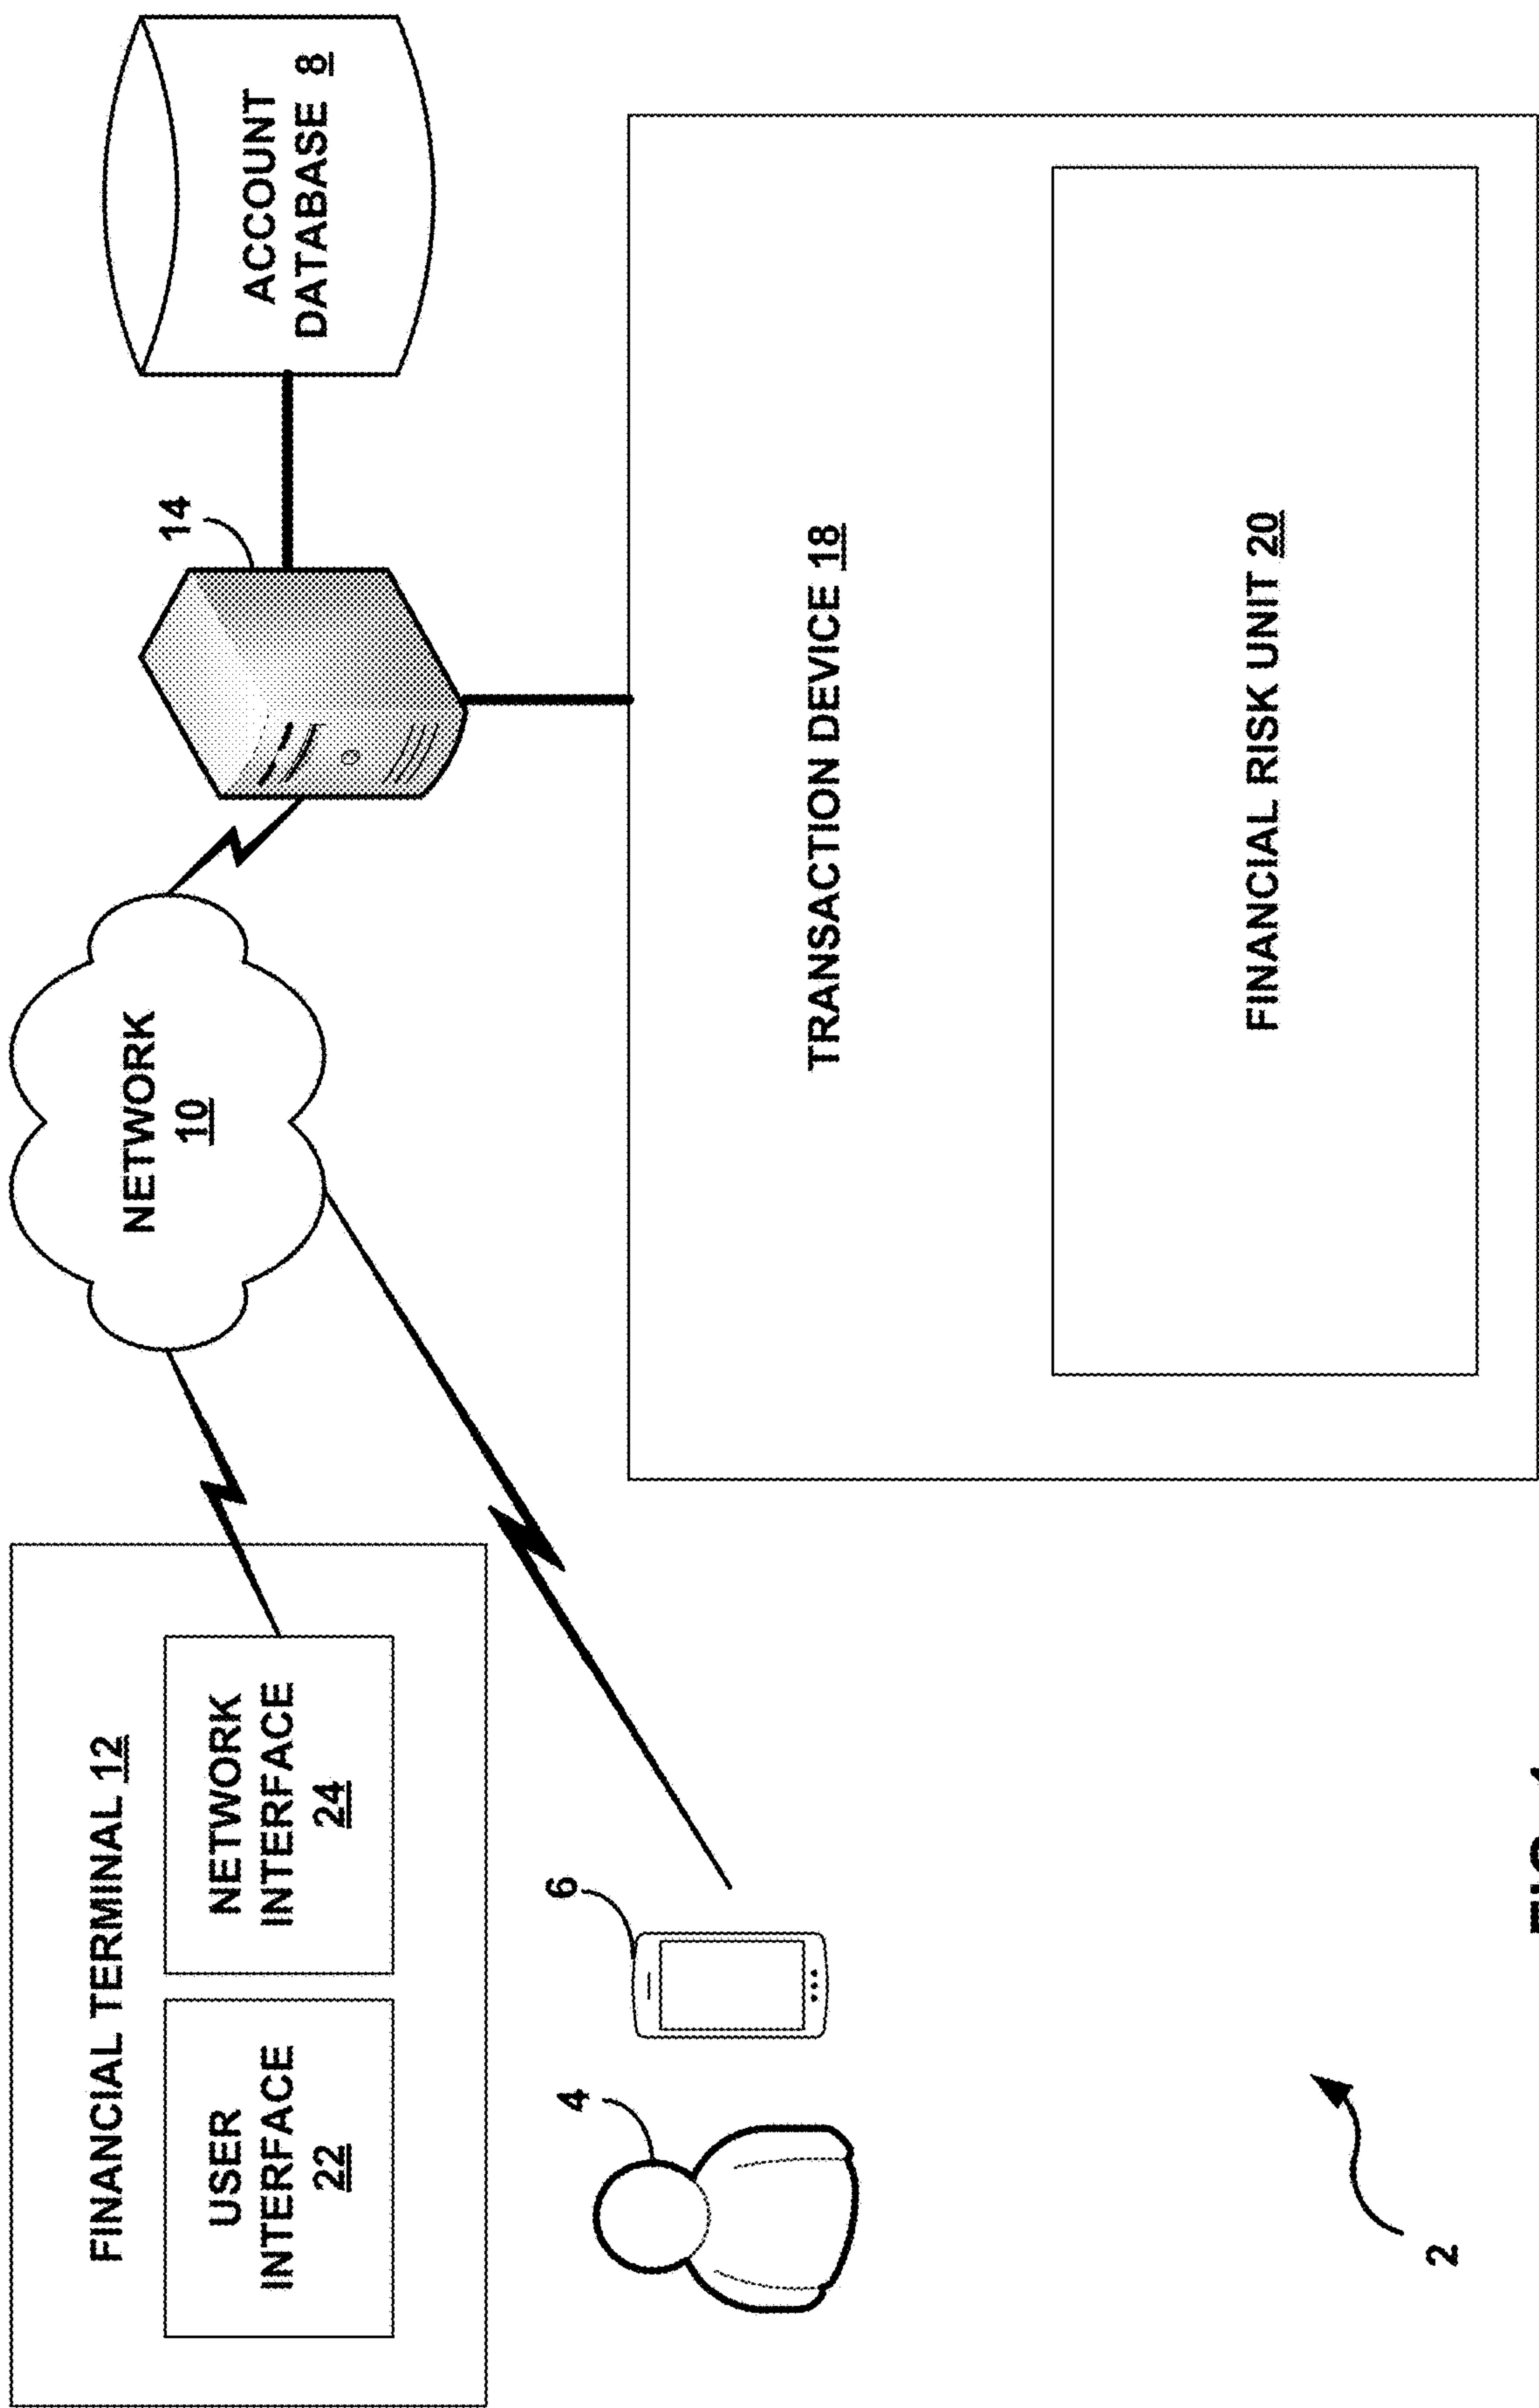 FINANCIAL TERMINAL 12
USER
INTERFACE
22
NETWORK
INTERFACE
24
NETWORK
10
14
ACCOUNT
DATABASE 8
4
6
TRANSACTION DEVICE 18
FINANCIAL RISK UNIT 20
2